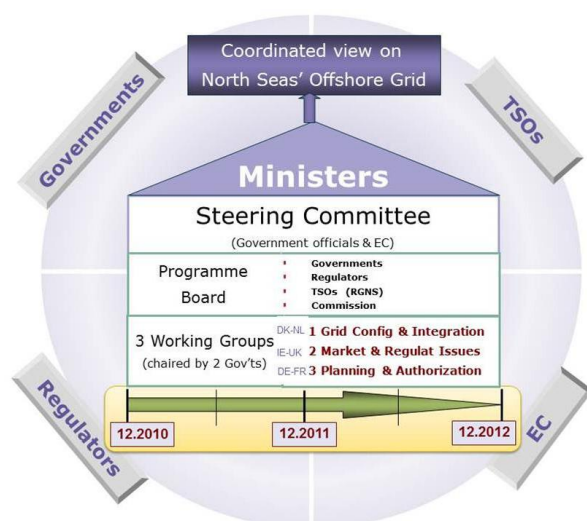 Coordinated view on
North Seas' Offshore Grid
Governments
TSOs
Ministers
Steering Committee
(Government officials & EC)
Programme
Board
Governments
Regulators
TSOs (RGNS)
Commission
3 Working Groups
(chaired by 2 Gov'ts)
DK-NL 1 Grid Config & Integration
IE-UK 2 Market & Regulat Issues
DE-FR 3 Planning & Authorization
Regulators
EC
12.2010
12.2011
12.2012